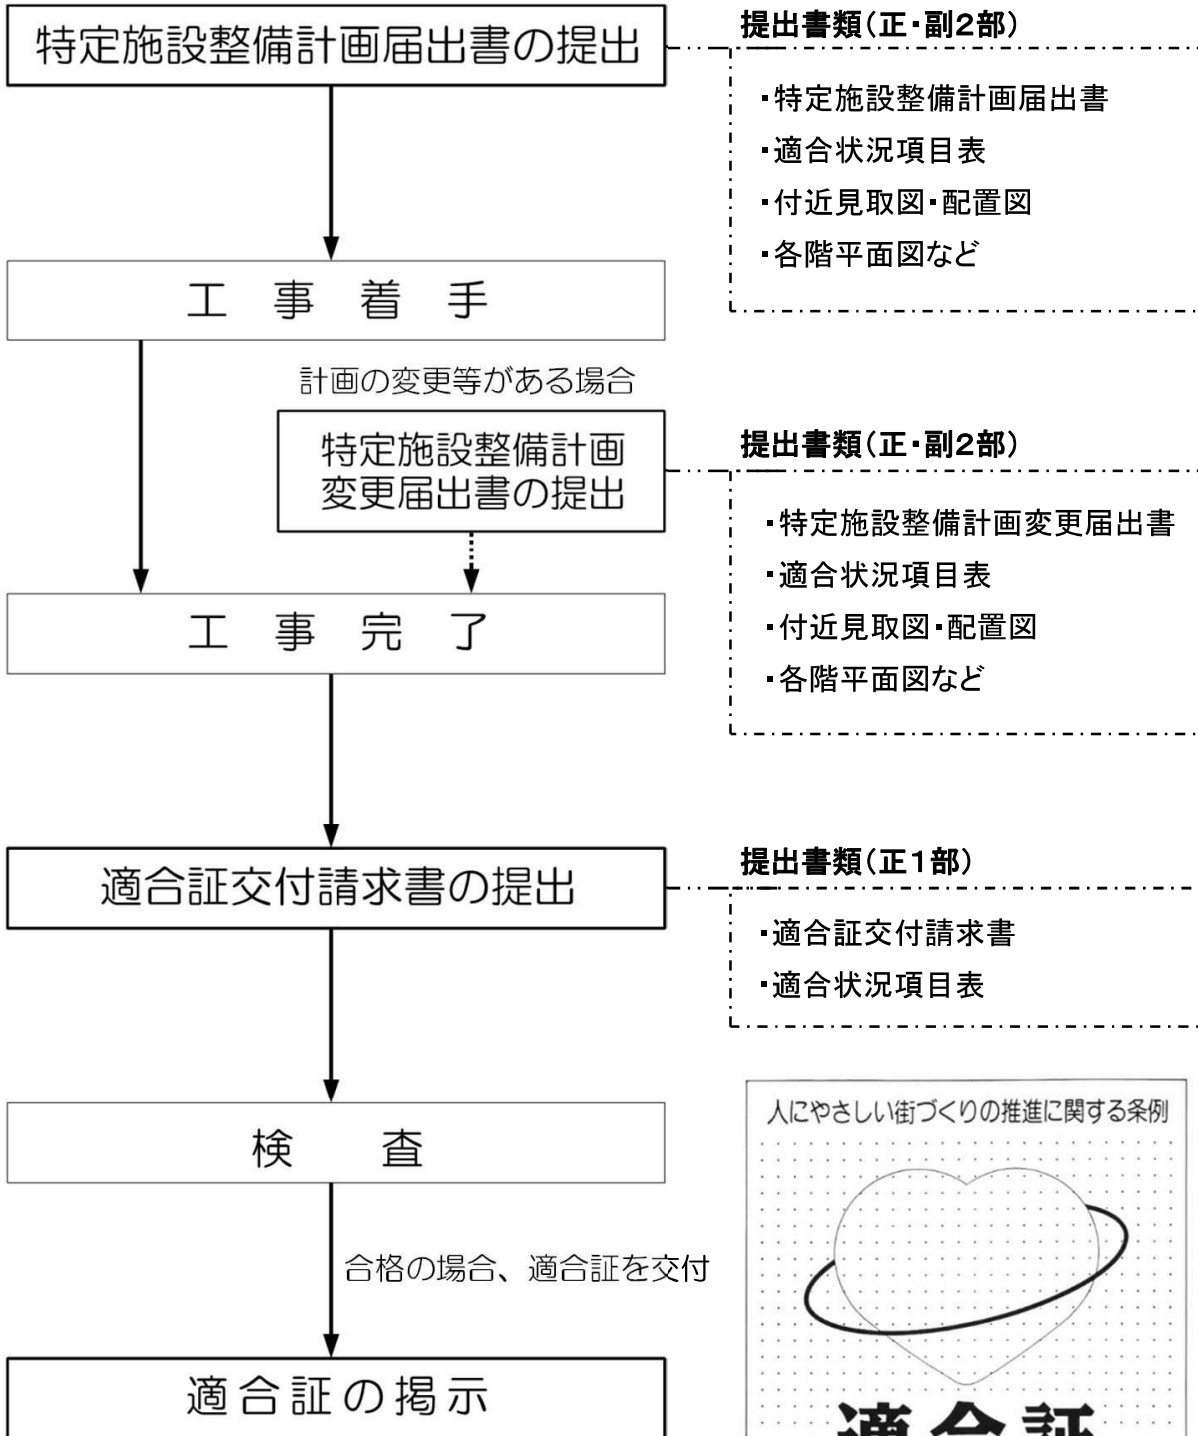 特定施設整備計画届出書の提出
提出書類(正・副2部)
・特定施設整備計画届出書
・適合状況項目表
・付近見取図・配置図
・各階平面図など
工事着手
計画の変更等がある場合
特定施設整備計画
変更届出書の提出
提出書類(正・副2部)
・特定施設整備計画変更届出書
・適合状況項目表
・付近見取図・配置図
・各階平面図など
工事完了
適合証交付請求書の提出
提出書類(正1部)
・適合証交付請求書
・適合状況項目表
検査
合格の場合、適合証を交付
適合証の掲示
人にやさしい街づくりの推進に関する条例
適合証